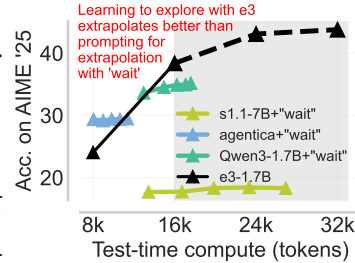 Learning to explore with e3
extrapolates better than
prompting for
extrapolation
with 'wait'
Acc. on AIME '25
40
30
20
s1.1-7B+"wait"
agentica+"wait"
Qwen3-1.7B+"wait"
e3-1.7B
8k 16k 24k 32k
Test-time compute (tokens)